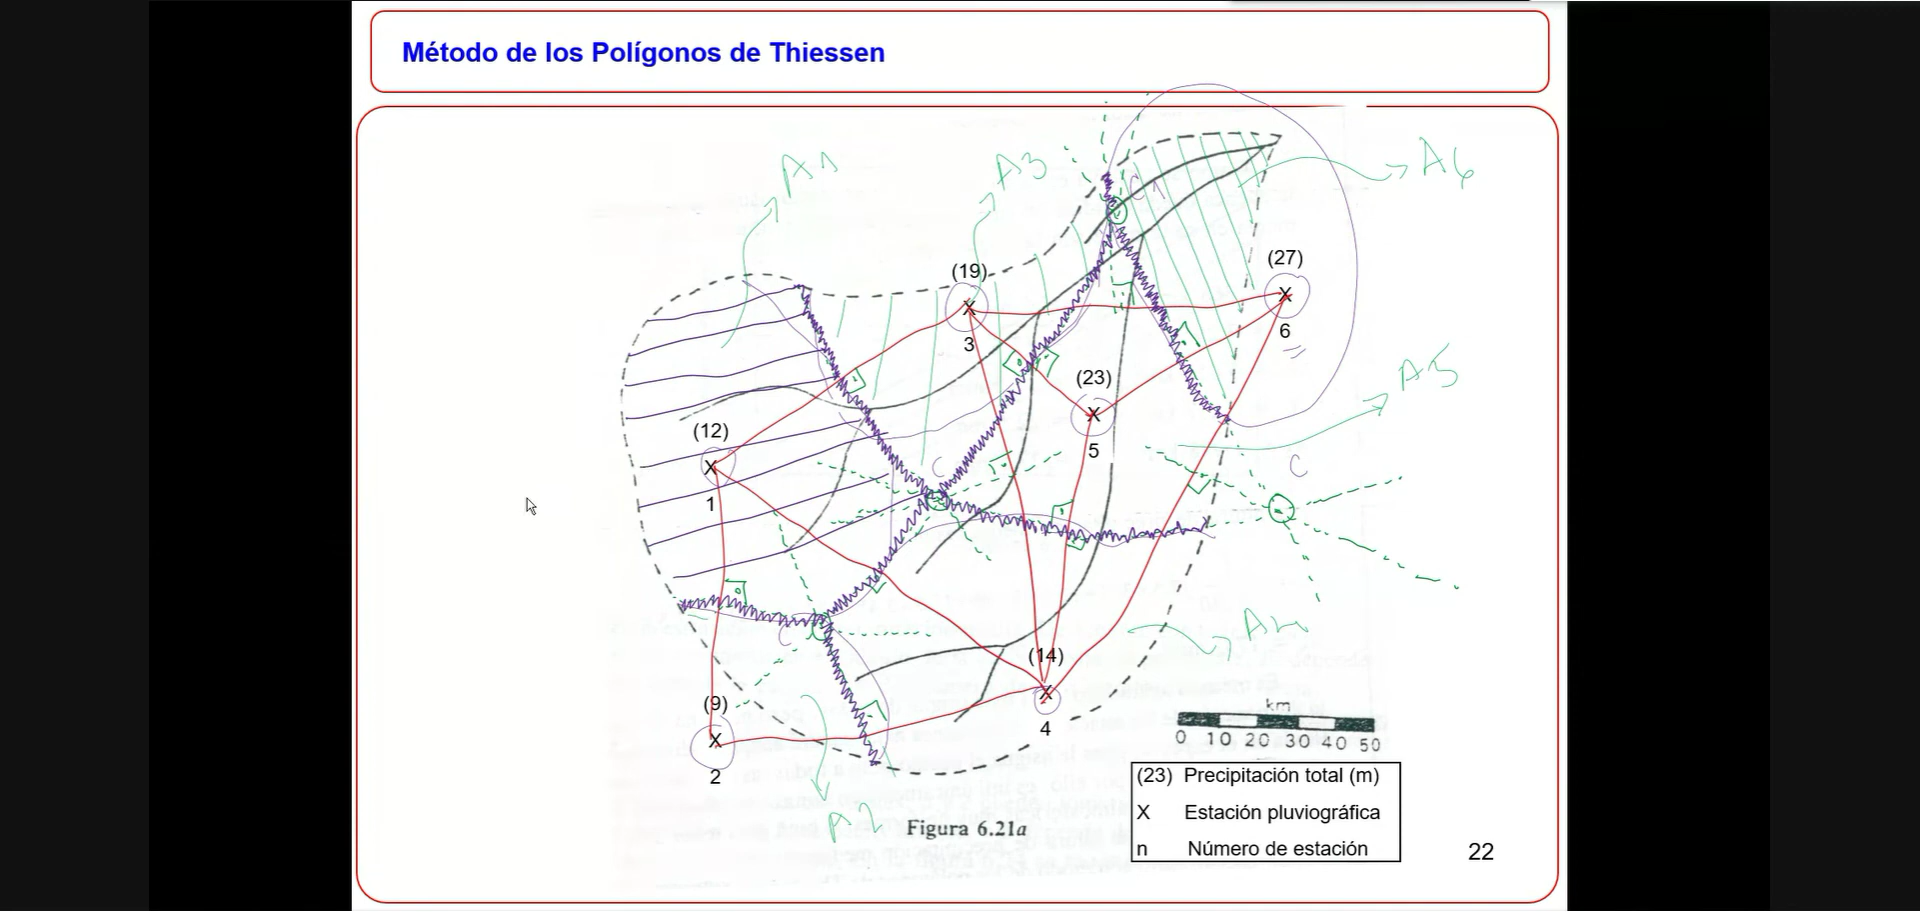 Método de los Polígonos de Thiessen
A1
A3
C1
A6
(19)
3
(27)
6
(23)
5
A5
(12)
1
C
C
C
(14)
4
A4
(9)
2
A2
km
0 10 20 30 40 50
(23) Precipitación total (m)
X Estación pluviográfica
n Número de estación
Figura 6.21a
22